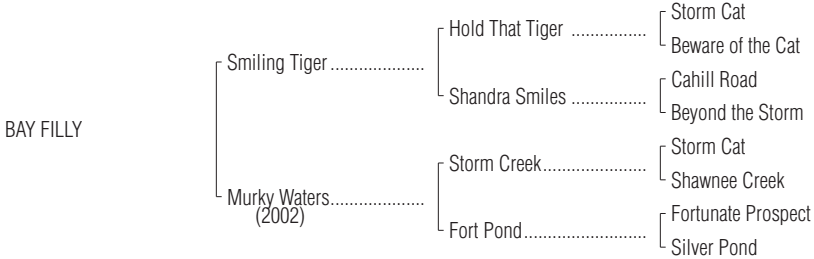 Storm Cat
Hold That Tiger ................
Beware of the Cat
Smiling Tiger ....................
Cahill Road
Shandra Smiles ................
Beyond the Storm
BAY FILLY
Storm Cat
Storm Creek......................
Shawnee Creek
Murky Waters....................
(2002)
Fortunate Prospect
Fort Pond..........................
Silver Pond